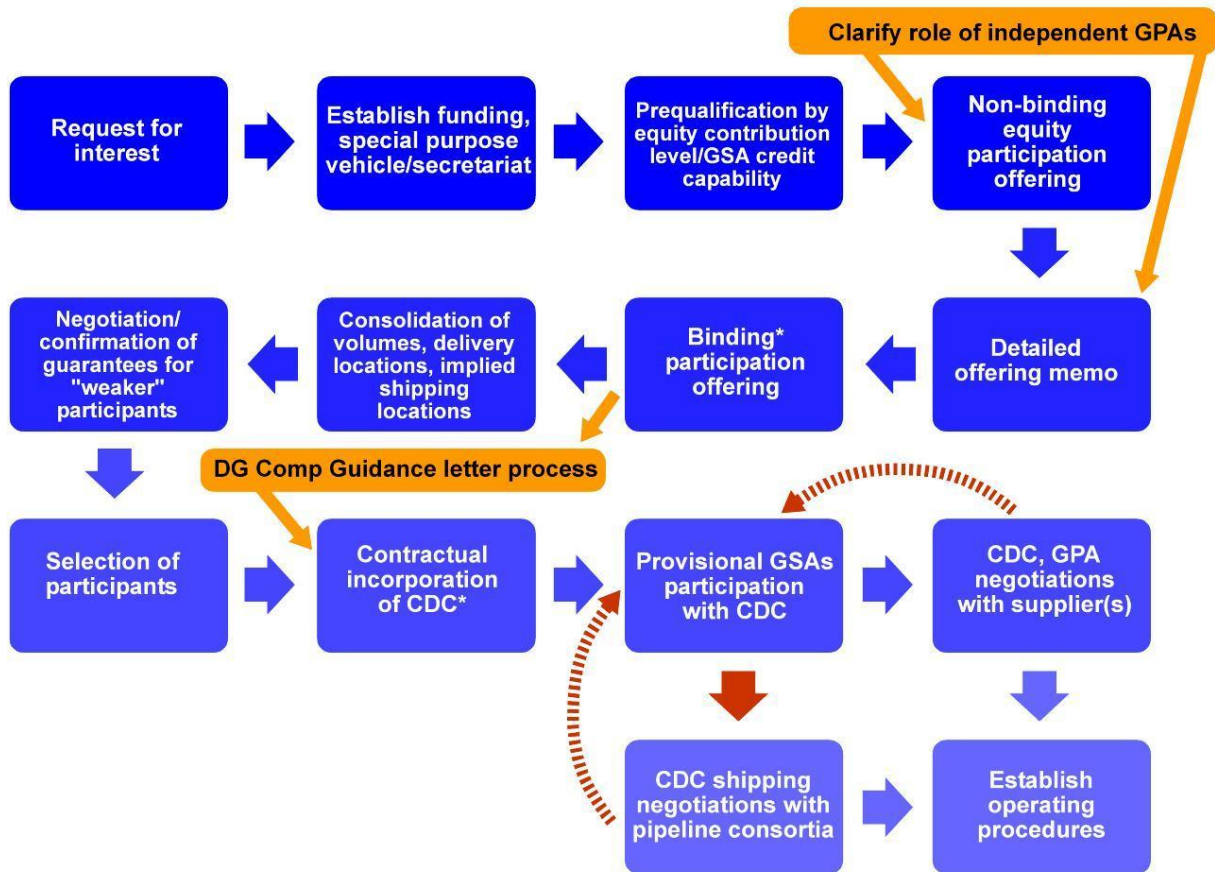 Clarify role of independent GPAs
Request for
interest
Establish funding,
special purpose
vehicle/secretariat
Prequalification by
equity contribution
level/GSA credit
capability
Non-binding
equity
participation
offering
Negotiation/
confirmation of
guarantees for
"weaker"
participants
Consolidation of
volumes, delivery
locations, implied
shipping
locations
Binding*
participation
offering
Detailed
offering memo
DG Comp Guidance letter process
Selection of
participants
Contractual
incorporation
of CDC*
Provisional GSAs
participation
with CDC
CDC, GPA
negotiations
with supplier(s)
CDC shipping
negotiations with
pipeline consortia
Establish
operating
procedures